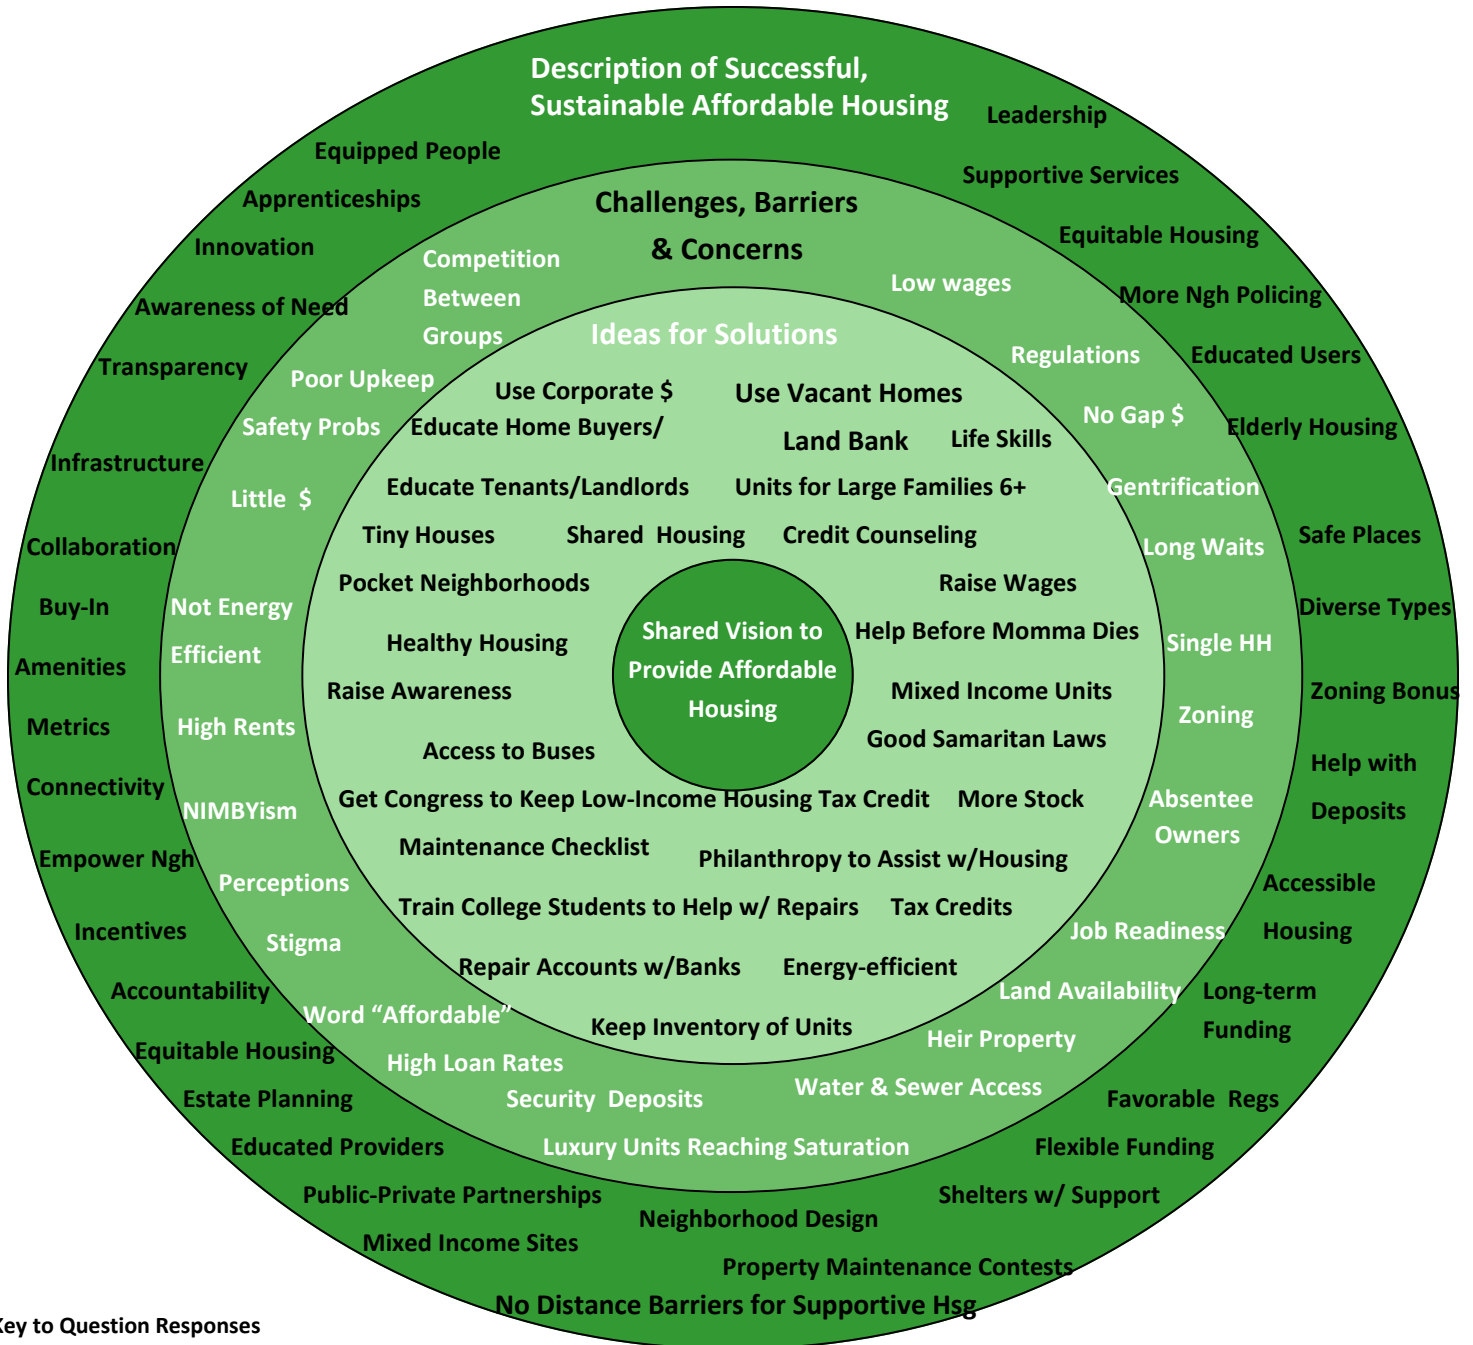 Description of Successful,
Sustainable Affordable Housing
Leadership
Equipped People
Supportive Services
Apprenticeships
Equitable Housing
Innovation
More Ngh Policing
Awareness of Need
Educated Users
Transparency
Elderly Housing
Infrastructure
Safe Places
Collaboration
Diverse Types
Buy-In
Amenities
Zoning Bonus
Metrics
Help with
Deposits
Connectivity
Empower Ngh
Accessible
Housing
Incentives
Accountability
Long-term
Funding
Equitable Housing
Estate Planning
Favorable Regs
Educated Providers
Flexible Funding
Public-Private Partnerships
Shelters w/ Support
Neighborhood Design
Mixed Income Sites
Property Maintenance Contests
No Distance Barriers for Supportive Hsg
Challenges, Barriers
& Concerns
Competition
Between
Groups
Low wages
Poor Upkeep
Regulations
Safety Probs
No Gap $
Little $
Gentrification
Long Waits
Not Energy
Efficient
Single HH
High Rents
Zoning
NIMBYism
Absentee
Owners
Perceptions
Stigma
Job Readiness
Word “Affordable”
Land Availability
High Loan Rates
Heir Property
Security Deposits
Water & Sewer Access
Luxury Units Reaching Saturation
Ideas for Solutions
Use Corporate $
Use Vacant Homes
Educate Home Buyers/
Land Bank
Life Skills
Educate Tenants/Landlords
Units for Large Families 6+
Tiny Houses
Shared Housing
Credit Counseling
Pocket Neighborhoods
Raise Wages
Healthy Housing
Help Before Momma Dies
Raise Awareness
Mixed Income Units
Access to Buses
Good Samaritan Laws
Get Congress to Keep Low-Income Housing Tax Credit
More Stock
Maintenance Checklist
Philanthropy to Assist w/Housing
Train College Students to Help w/ Repairs
Tax Credits
Repair Accounts w/Banks
Energy-efficient
Keep Inventory of Units
Shared Vision to
Provide Affordable
Housing
Key to Question Responses